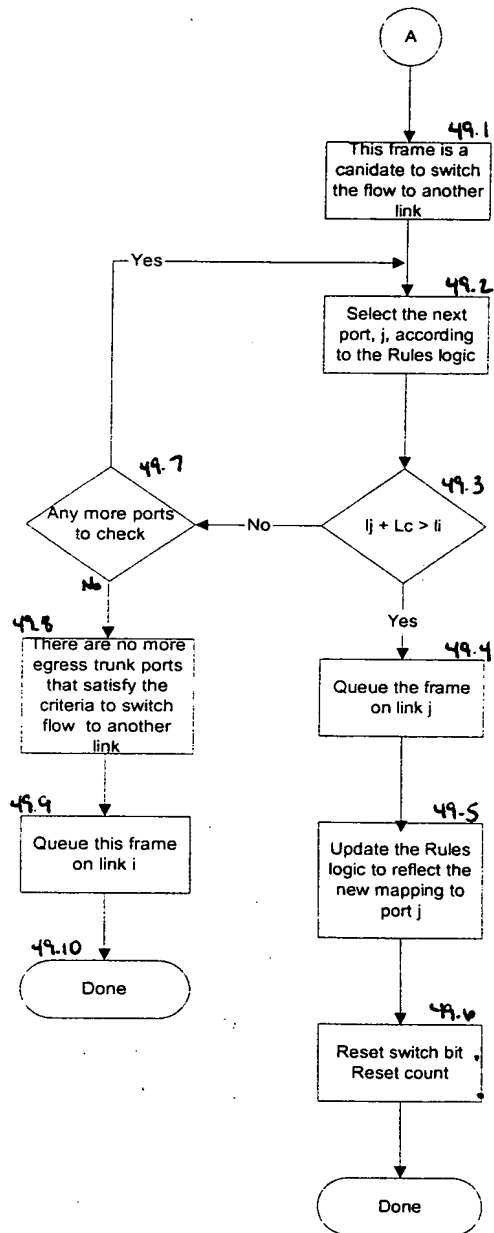 A
49.1
This frame is a
canidate to switch
the flow to another
link
Yes
49.2
Select the next
port, j, according
to the Rules logic
49.7
Any more ports
to check
No
49.3
lj + Lc > li
No
Yes
49.8
There are no more
egress trunk ports
that satisfy the
criteria to switch
flow to another
link
49.4
Queue the frame
on link j
49.9
Queue this frame
on link i
49.5
Update the Rules
logic to reflect the
new mapping to
port j
49.10
Done
49.6
Reset switch bit
Reset count
Done